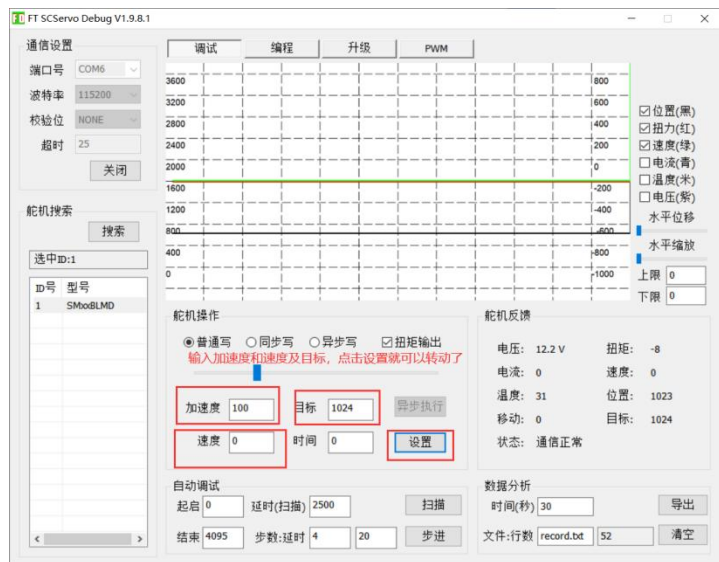 FT SCServo Debug V1.9.8.1
通信设置
端口号 COM6
波特率 115200
校验位 NONE
超时 25
关闭
舵机搜索
搜索
选中ID:1
ID号 型号
1 SMxxBLMD
调试 编程 升级 PWM
3600 800
3200 600
2800 400
2400 200
2000 0
1600 -200
1200 -400
800 -600
400 -800
0 -1000
位置(黑)
扭力(红)
速度(绿)
电流(青)
温度(米)
电压(紫)
水平位移
水平缩放
上限 0
下限 0
舵机操作
普通写 同步写 异步写 扭矩输出
输入加速度和速度及目标，点击设置就可以转动了
加速度 100 目标 1024 异步执行
速度 0 时间 0 设置
舵机反馈
电压: 12.2 V 扭矩: -8
电流: 0 速度: 0
温度: 31 位置: 1023
移动: 0 目标: 1024
状态: 通信正常
自动调试
起启 0 延时(扫描) 2500 扫描
结束 4095 步数:延时 4 20 步进
数据分析
时间(秒) 30 导出
文件:行数 record.txt 52 清空